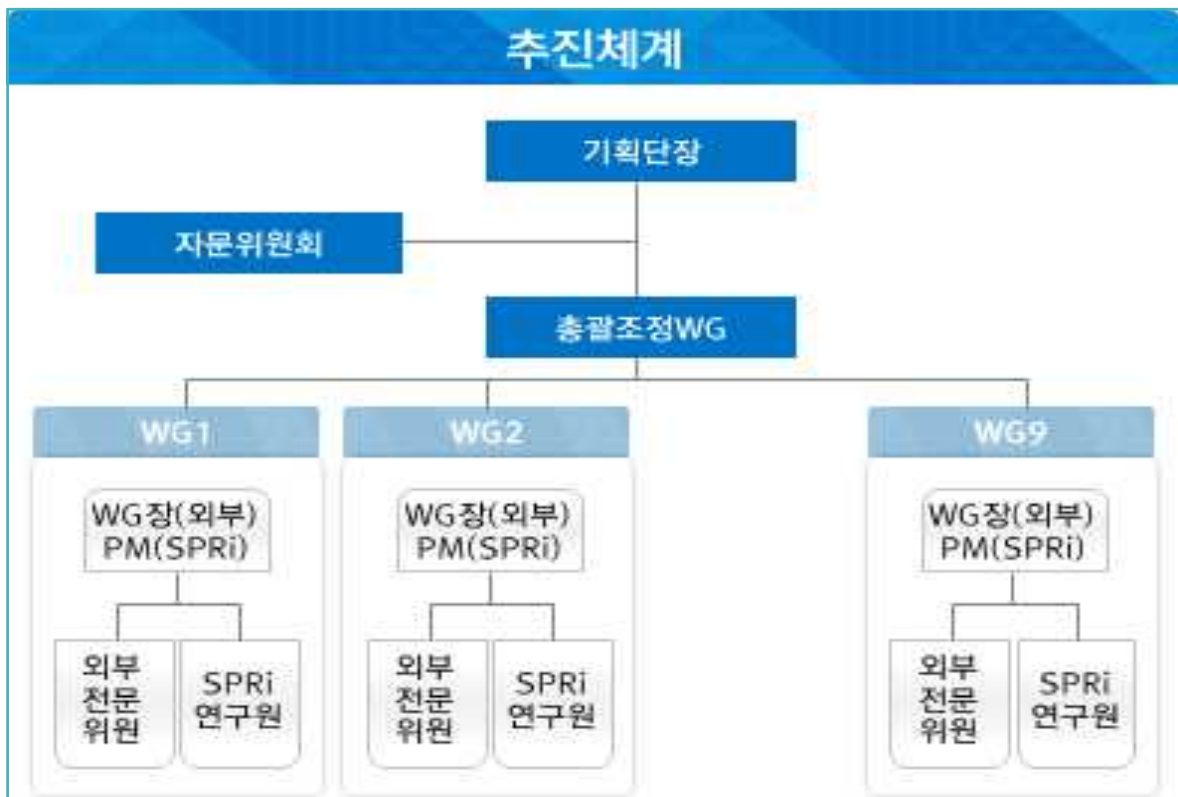 추진체계
기획단장
자문위원회
총괄조정WG
WG1
WG2
WG9
WG장(외부)
PM(SPRi)
WG장(외부)
PM(SPRi)
WG장(외부)
PM(SPRi)
외부
전문
위원
SPRi
연구원
외부
전문
위원
SPRi
연구원
외부
전문
위원
SPRi
연구원